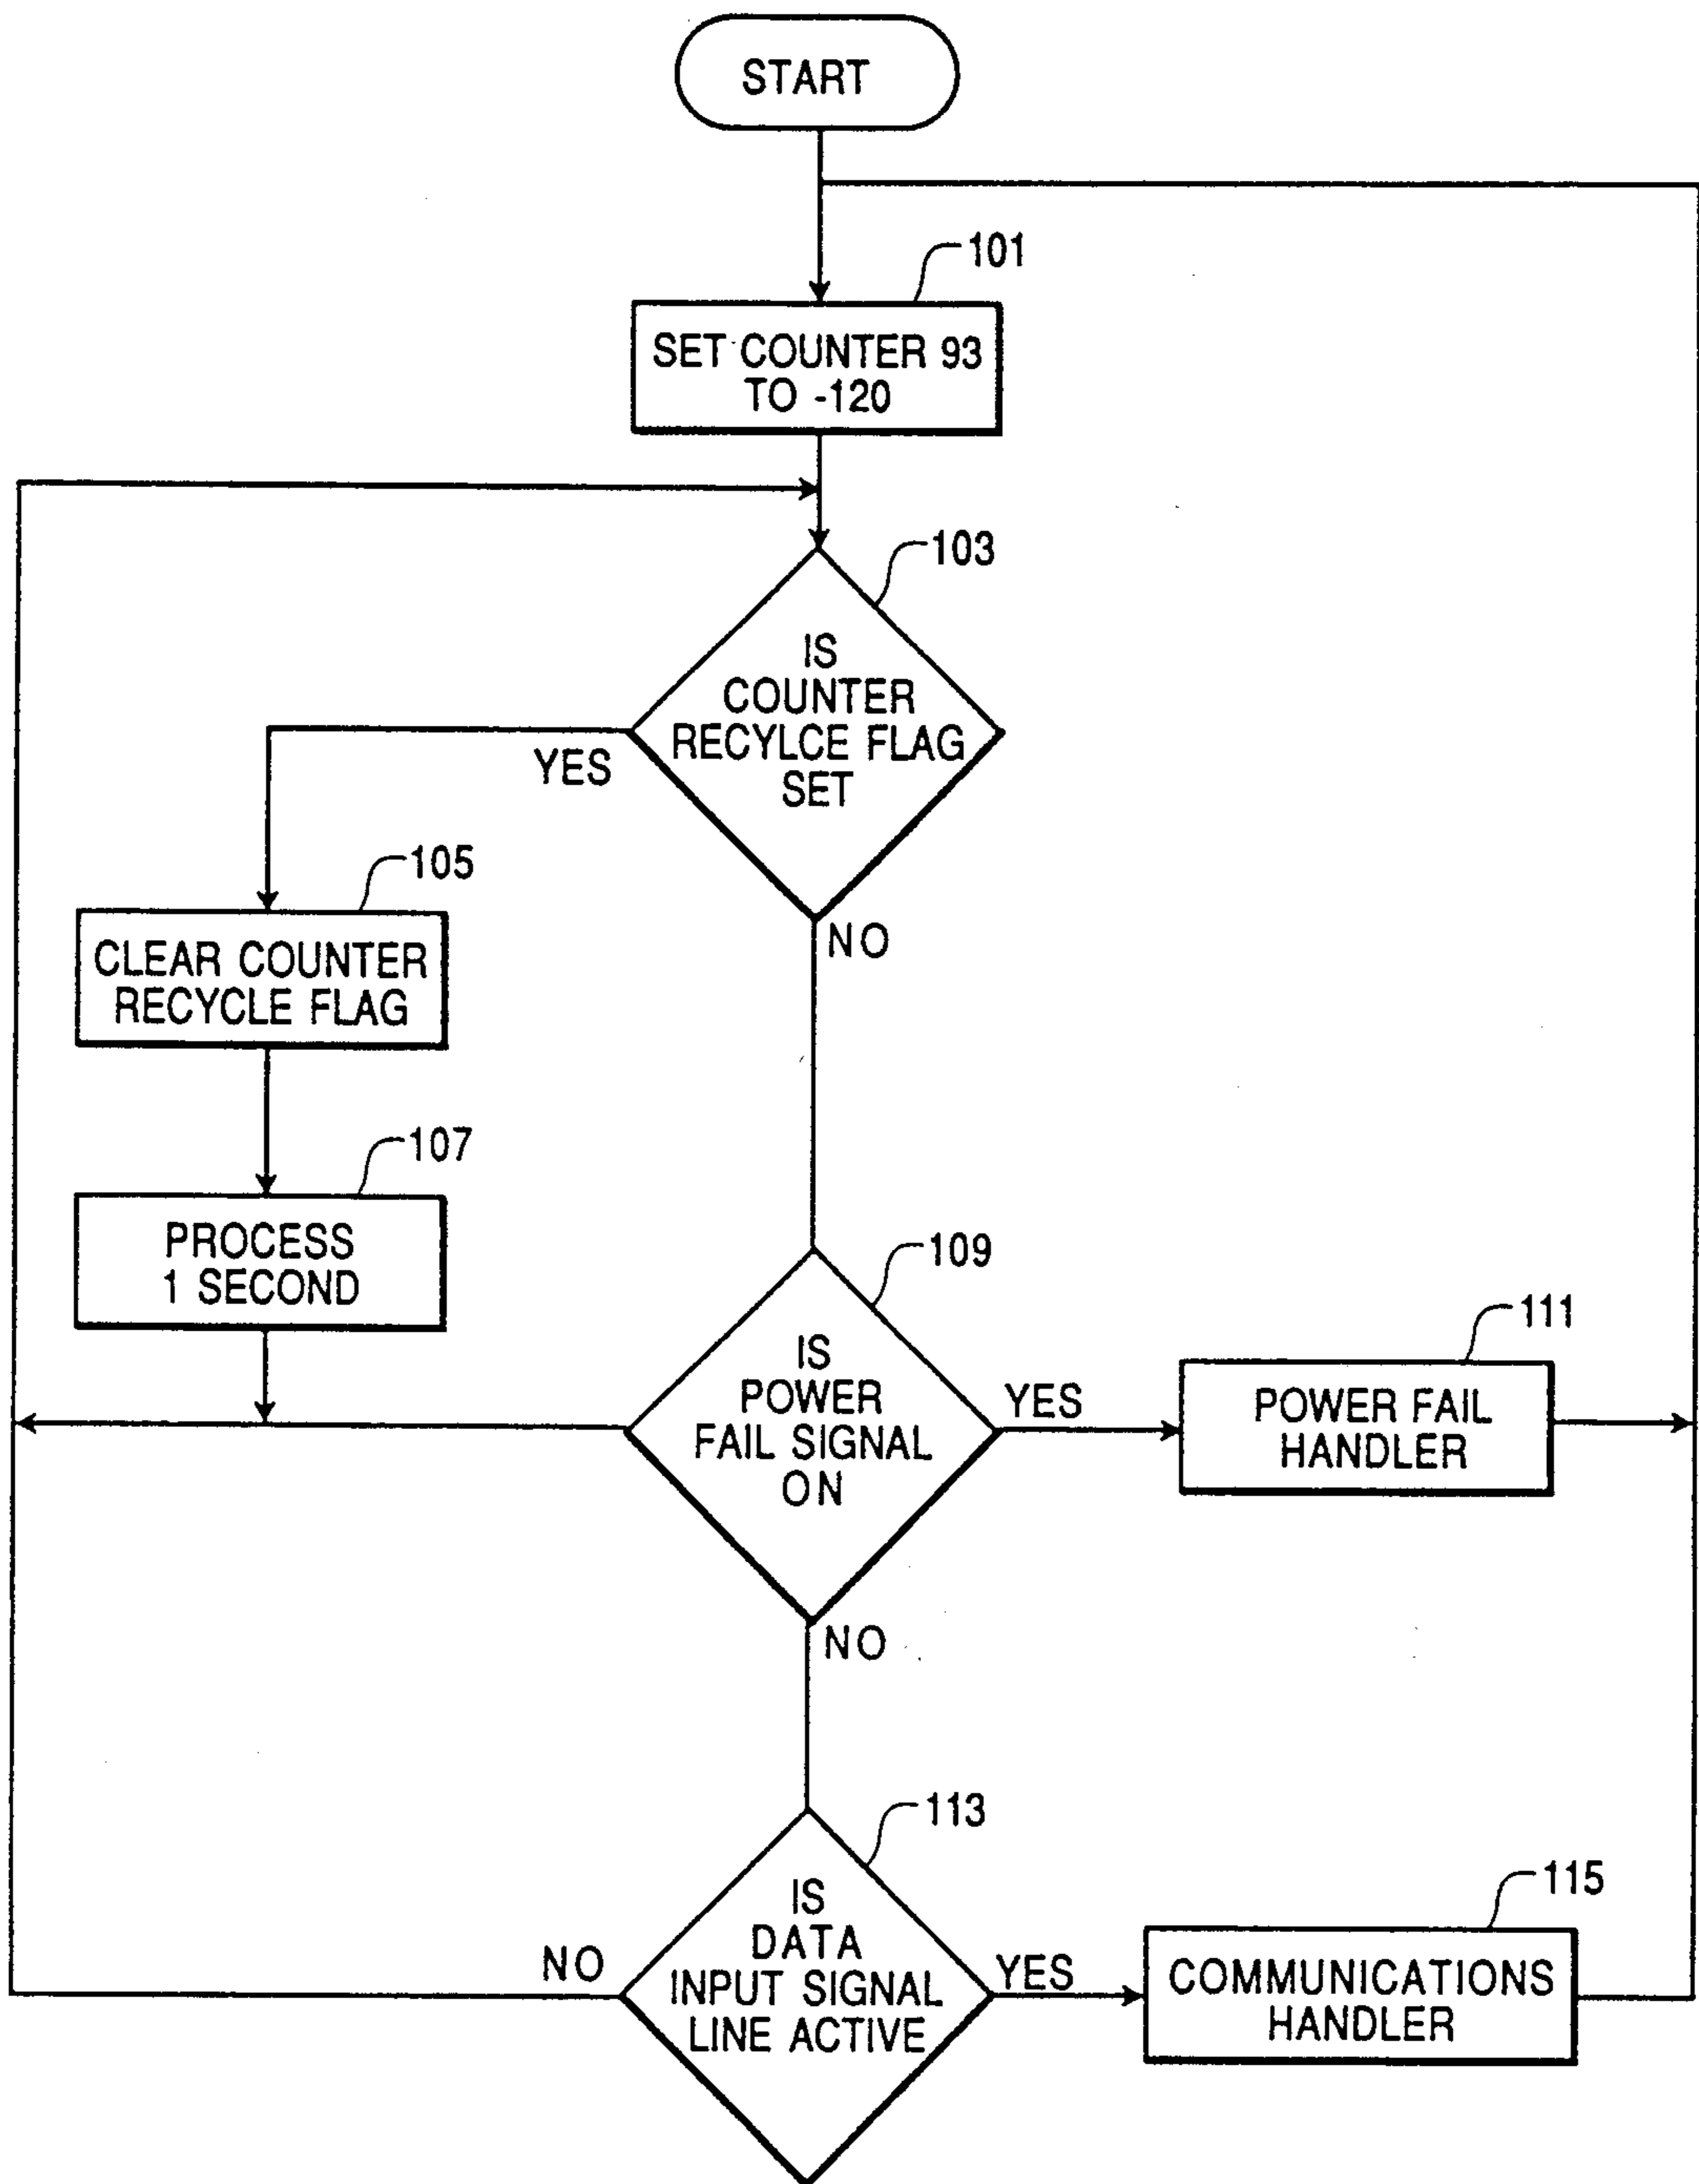 START
101
SET COUNTER 93
TO -120
103
IS
COUNTER
RECYLCE FLAG
SET
YES
NO
105
CLEAR COUNTER
RECYCLE FLAG
107
PROCESS
1 SECOND
109
IS
POWER
FAIL SIGNAL
ON
YES
NO
111
POWER FAIL
HANDLER
113
IS
DATA
INPUT SIGNAL
LINE ACTIVE
NO
YES
115
COMMUNICATIONS
HANDLER